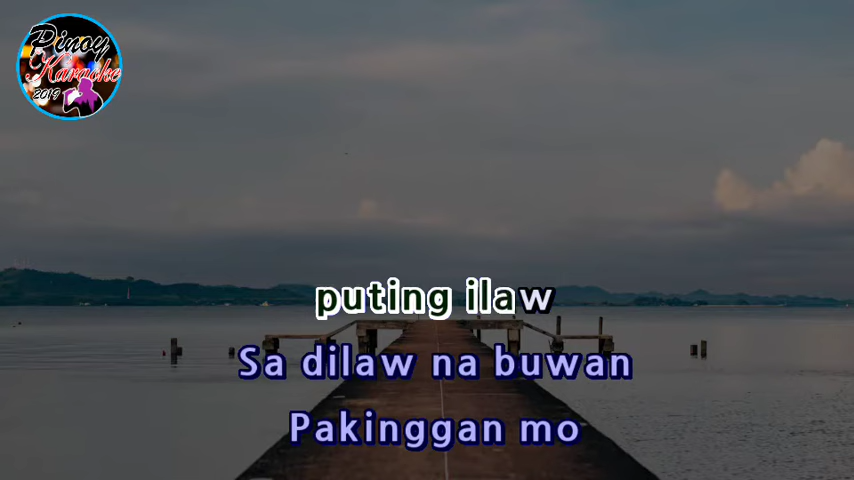 Pinoy
Karaoke
2019
puting ilaw
Sa dilaw na buwan
Pakinggan mo